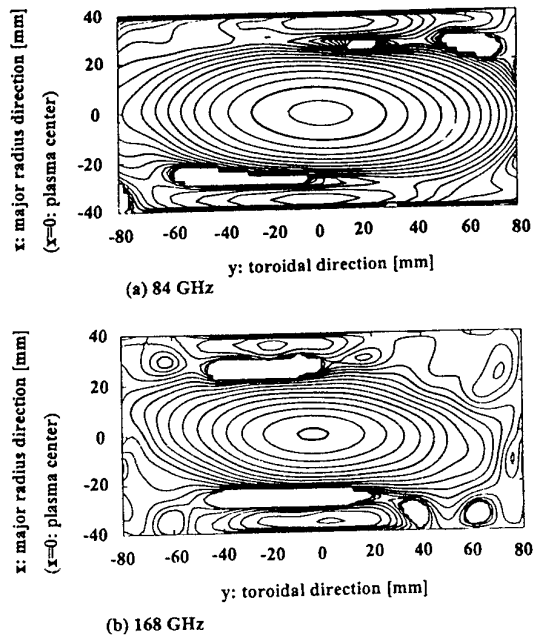 x: major radius direction [mm]
(x=0: plasma center)
40
20
0
-20
-40
-80 -60 -40 -20 0 20 40 60 80
y: toroidal direction [mm]
(a) 84 GHz
x: major radius direction [mm]
(x=0: plasma center)
40
20
0
-20
-40
-80 -60 -40 -20 0 20 40 60 80
y: toroidal direction [mm]
(b) 168 GHz